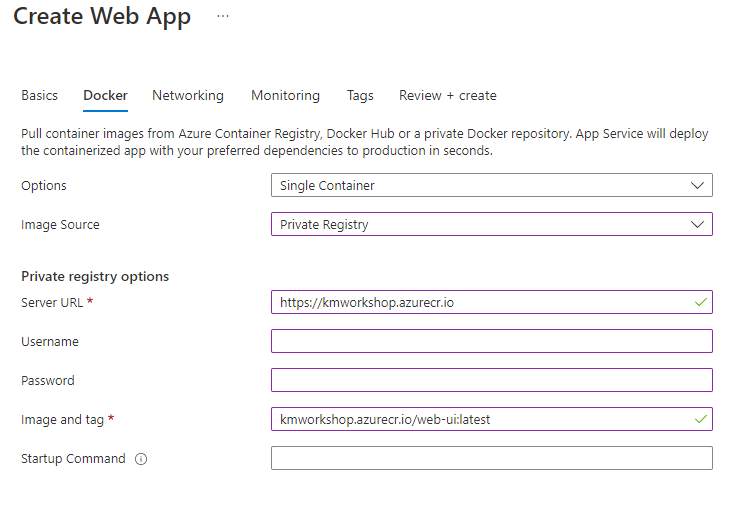 Create Web App ...
Basics Docker Networking Monitoring Tags Review + create
Pull container images from Azure Container Registry, Docker Hub or a private Docker repository. App Service will deploy
the containerized app with your preferred dependencies to production in seconds.
Options Single Container
Image Source Private Registry
Private registry options
Server URL * https://kmworkshop.azurecr.io
Username
Password
Image and tag * kmworkshop.azurecr.io/web-ui:latest
Startup Command